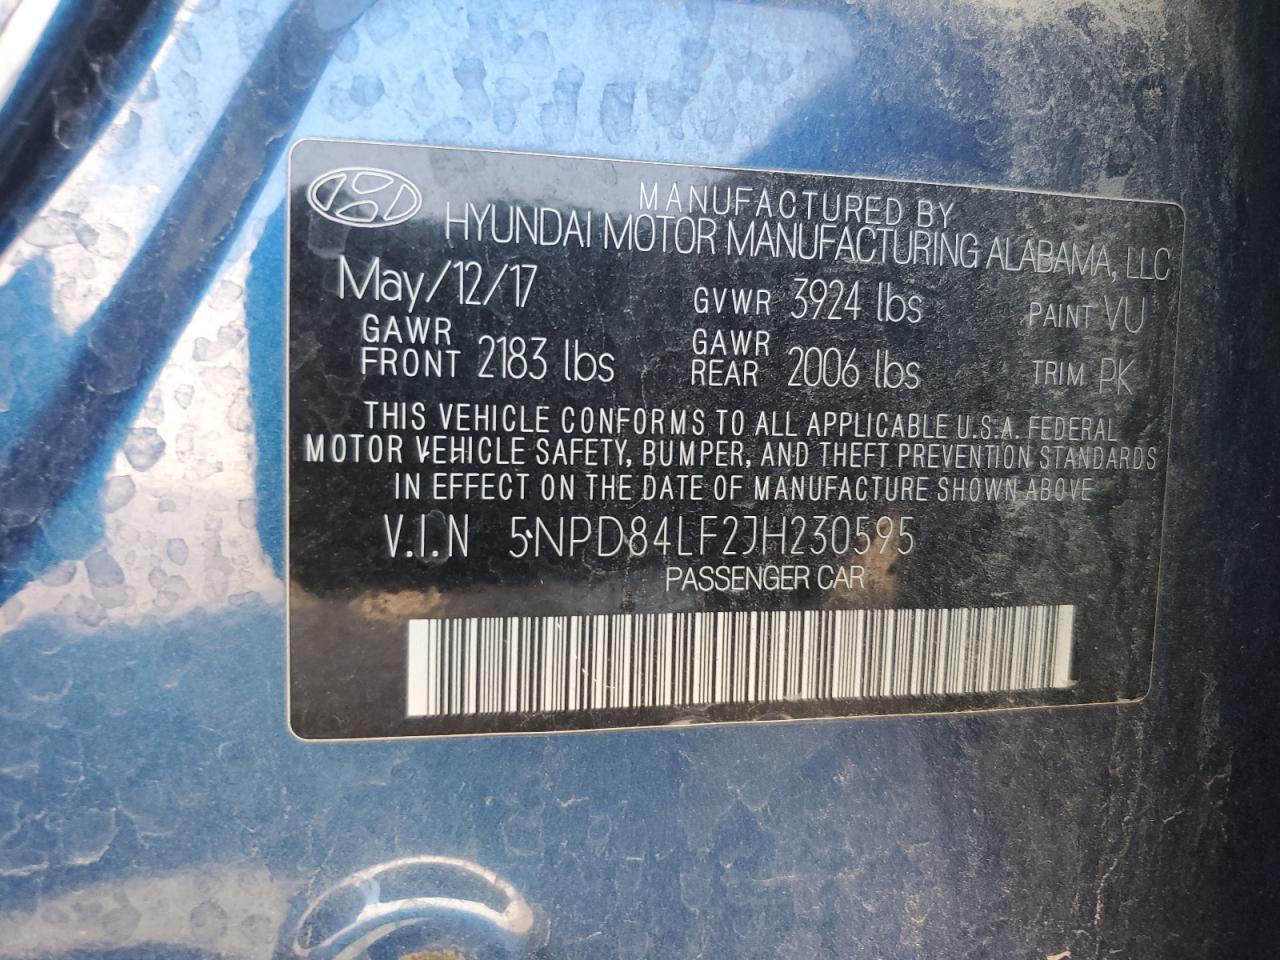 MANUFACTURED BY
HYUNDAI MOTOR MANUFACTURING ALABAMA, LLC
May/12/17 GVWR 3924 lbs PAINT VU
GAWR FRONT 2183 lbs GAWR REAR 2006 lbs TRIM PK
THIS VEHICLE CONFORMS TO ALL APPLICABLE U.S.A. FEDERAL
MOTOR VEHICLE SAFETY, BUMPER, AND THEFT PREVENTION STANDARDS
IN EFFECT ON THE DATE OF MANUFACTURE SHOWN ABOVE
V.I.N 5NPD84LF2JH230595
PASSENGER CAR